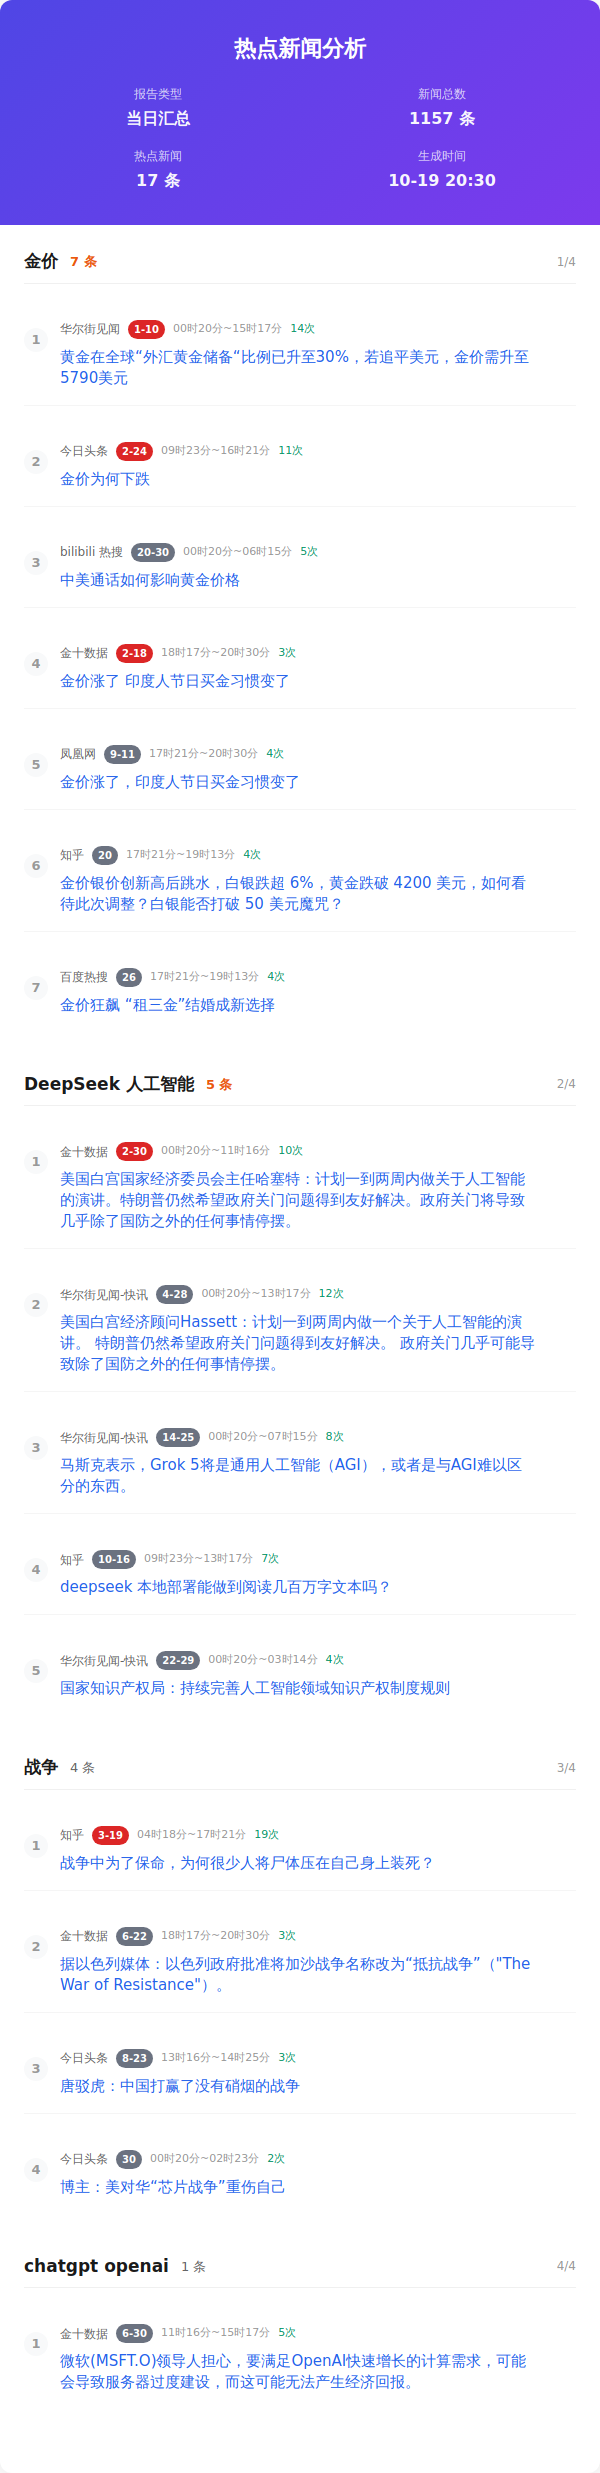 热点新闻分析
报告类型
当日汇总
新闻总数
1157 条
热点新闻
17 条
生成时间
10-19 20:30
金价 7 条 1/4
1
华尔街见闻 1-10 00时20分~15时17分 14次
黄金在全球“外汇黄金储备“比例已升至30%，若追平美元，金价需升至
5790美元
2
今日头条 2-24 09时23分~16时21分 11次
金价为何下跌
3
bilibili 热搜 20-30 00时20分~06时15分 5次
中美通话如何影响黄金价格
4
金十数据 2-18 18时17分~20时30分 3次
金价涨了 印度人节日买金习惯变了
5
凤凰网 9-11 17时21分~20时30分 4次
金价涨了，印度人节日买金习惯变了
6
知乎 20 17时21分~19时13分 4次
金价银价创新高后跳水，白银跌超 6%，黄金跌破 4200 美元，如何看
待此次调整？白银能否打破 50 美元魔咒？
7
百度热搜 26 17时21分~19时13分 4次
金价狂飙 “租三金”结婚成新选择
DeepSeek 人工智能 5 条 2/4
1
金十数据 2-30 00时20分~11时16分 10次
美国白宫国家经济委员会主任哈塞特：计划一到两周内做关于人工智能
的演讲。特朗普仍然希望政府关门问题得到友好解决。政府关门将导致
几乎除了国防之外的任何事情停摆。
2
华尔街见闻-快讯 4-28 00时20分~13时17分 12次
美国白宫经济顾问Hassett：计划一到两周内做一个关于人工智能的演
讲。 特朗普仍然希望政府关门问题得到友好解决。 政府关门几乎可能导
致除了国防之外的任何事情停摆。
3
华尔街见闻-快讯 14-25 00时20分~07时15分 8次
马斯克表示，Grok 5将是通用人工智能（AGI），或者是与AGI难以区
分的东西。
4
知乎 10-16 09时23分~13时17分 7次
deepseek 本地部署能做到阅读几百万字文本吗？
5
华尔街见闻-快讯 22-29 00时20分~03时14分 4次
国家知识产权局：持续完善人工智能领域知识产权制度规则
战争 4 条 3/4
1
知乎 3-19 04时18分~17时21分 19次
战争中为了保命，为何很少人将尸体压在自己身上装死？
2
金十数据 6-22 18时17分~20时30分 3次
据以色列媒体：以色列政府批准将加沙战争名称改为“抵抗战争”（"The
War of Resistance"）。
3
今日头条 8-23 13时16分~14时25分 3次
唐驳虎：中国打赢了没有硝烟的战争
4
今日头条 30 00时20分~02时23分 2次
博主：美对华“芯片战争”重伤自己
chatgpt openai 1 条 4/4
1
金十数据 6-30 11时16分~15时17分 5次
微软(MSFT.O)领导人担心，要满足OpenAI快速增长的计算需求，可能
会导致服务器过度建设，而这可能无法产生经济回报。